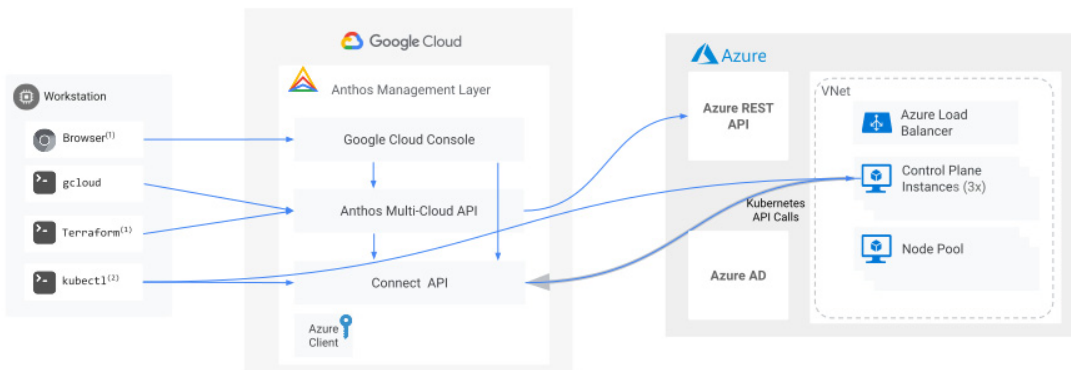 Google Cloud
Azure
Workstation
Browser(1)
gcloud
Terraform(1)
kubectl(2)
Anthos Management Layer
Google Cloud Console
Anthos Multi-Cloud API
Connect API
Azure
Client
Azure REST
API
Azure AD
Kubernetes
API Calls
VNet
Azure Load
Balancer
Control Plane
Instances (3x)
Node Pool